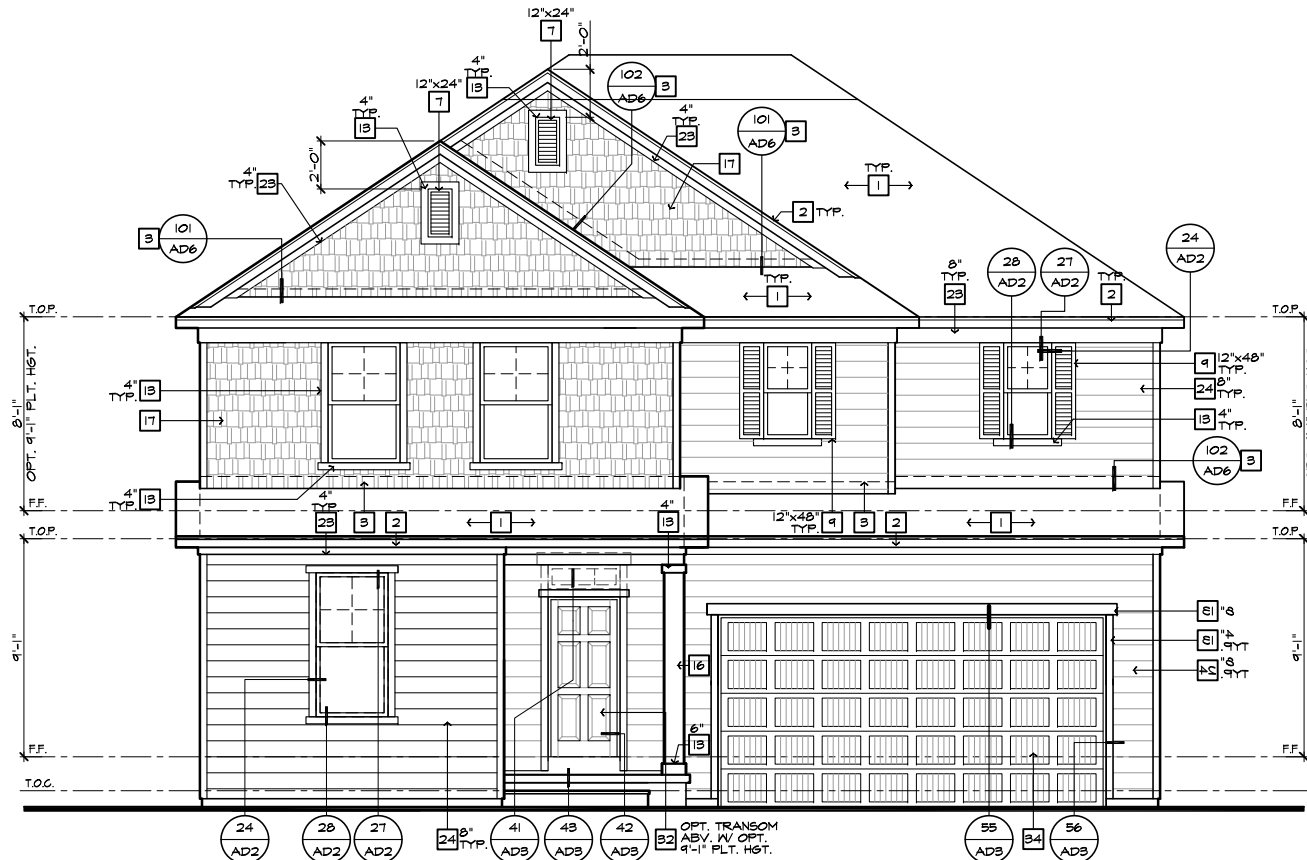 12"x24"
7
2'-0"
4"
TYP.
13
102
AD6
3
12"x24"
7
4"
TYP.
13
4"
TYP.
23
101
AD6
3
17
TYP.
1
2'-0"
4"
TYP.
23
2 TYP.
3
101
AD6
24
AD2
28
AD2
27
AD2
8"
TYP.
23
TYP.
2
TYP.
1
T.O.P.
T.O.P.
8'-1"
OPT. 9'-1" PLT. HGT.
8'-1"
4"
TYP.
13
17
9
12"x48"
TYP.
24
8"
TYP.
13
4"
TYP.
102
AD6
3
4"
TYP.
13
F.F.
F.F.
4"
TYP.
23
3
2
1
4"
13
12"x48"
TYP.
9
3
2
1
T.O.P.
T.O.P.
9'-1"
9'-1"
13 8"
13 4"
TYP.
24 8"
TYP.
16
6"
13
F.F.
F.F.
T.O.C.
24
AD2
28
AD2
27
AD2
24
8"
TYP.
41
AD3
43
AD3
42
AD3
32
OPT. TRANSOM
ABV. W/ OPT.
9'-1" PLT. HGT.
55
AD3
34
56
AD3